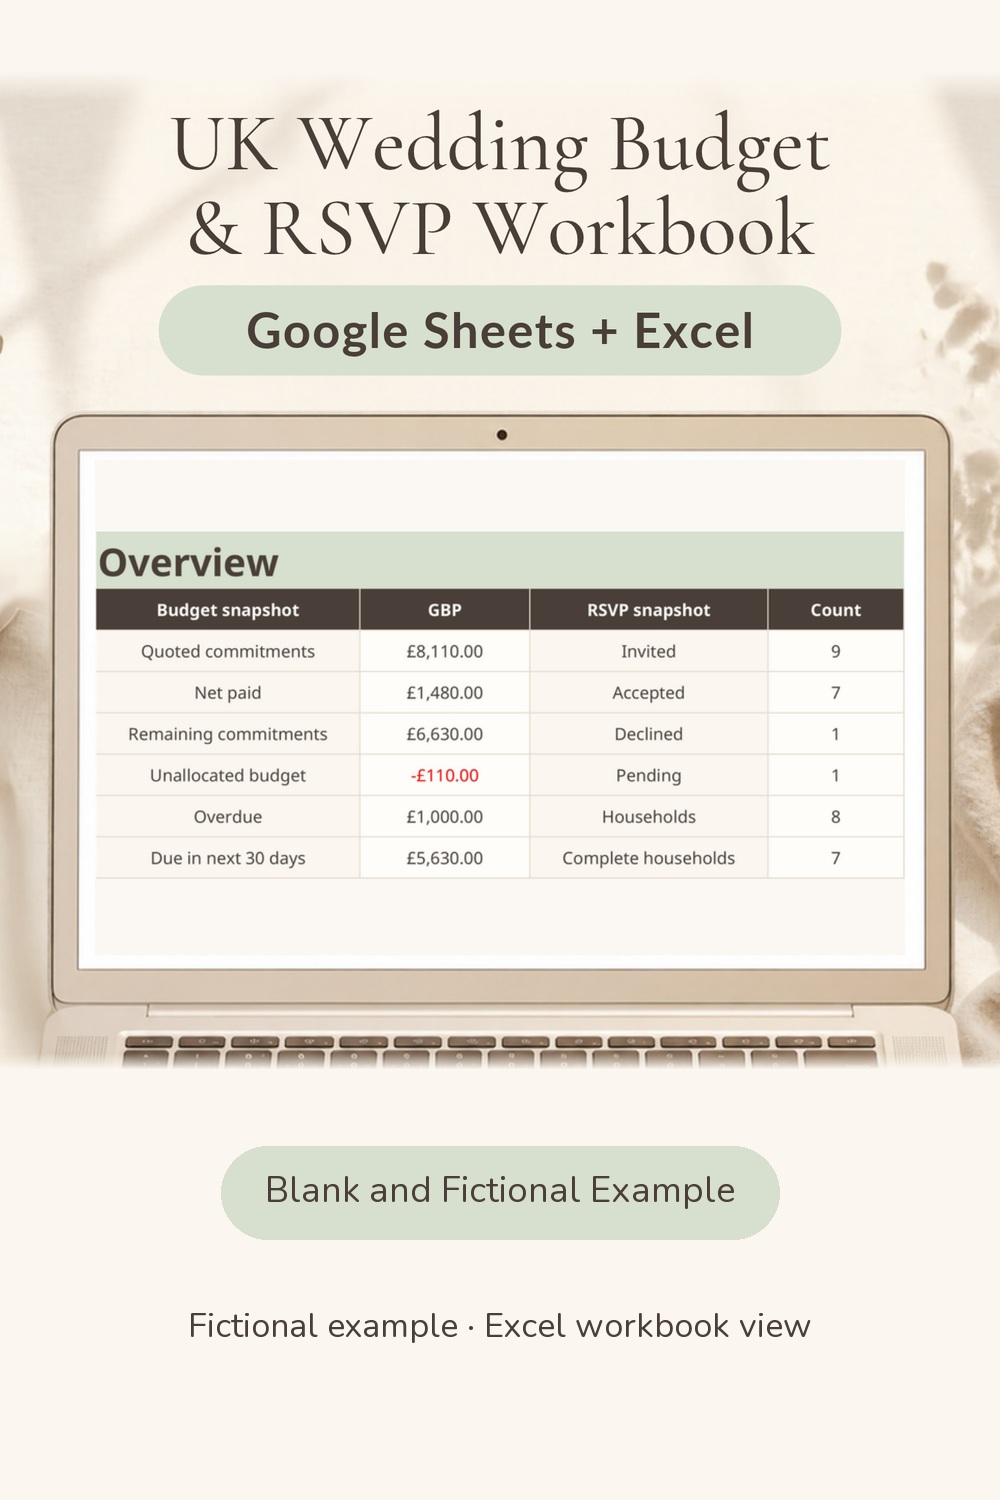 UK Wedding Budget
& RSVP Workbook
Google Sheets + Excel
Overview
Budget snapshot GBP RSVP snapshot Count
Quoted commitments £8,110.00 Invited 9
Net paid £1,480.00 Accepted 7
Remaining commitments £6,630.00 Declined 1
Unallocated budget -£110.00 Pending 1
Overdue £1,000.00 Households 8
Due in next 30 days £5,630.00 Complete households 7
Blank and Fictional Example
Fictional example · Excel workbook view